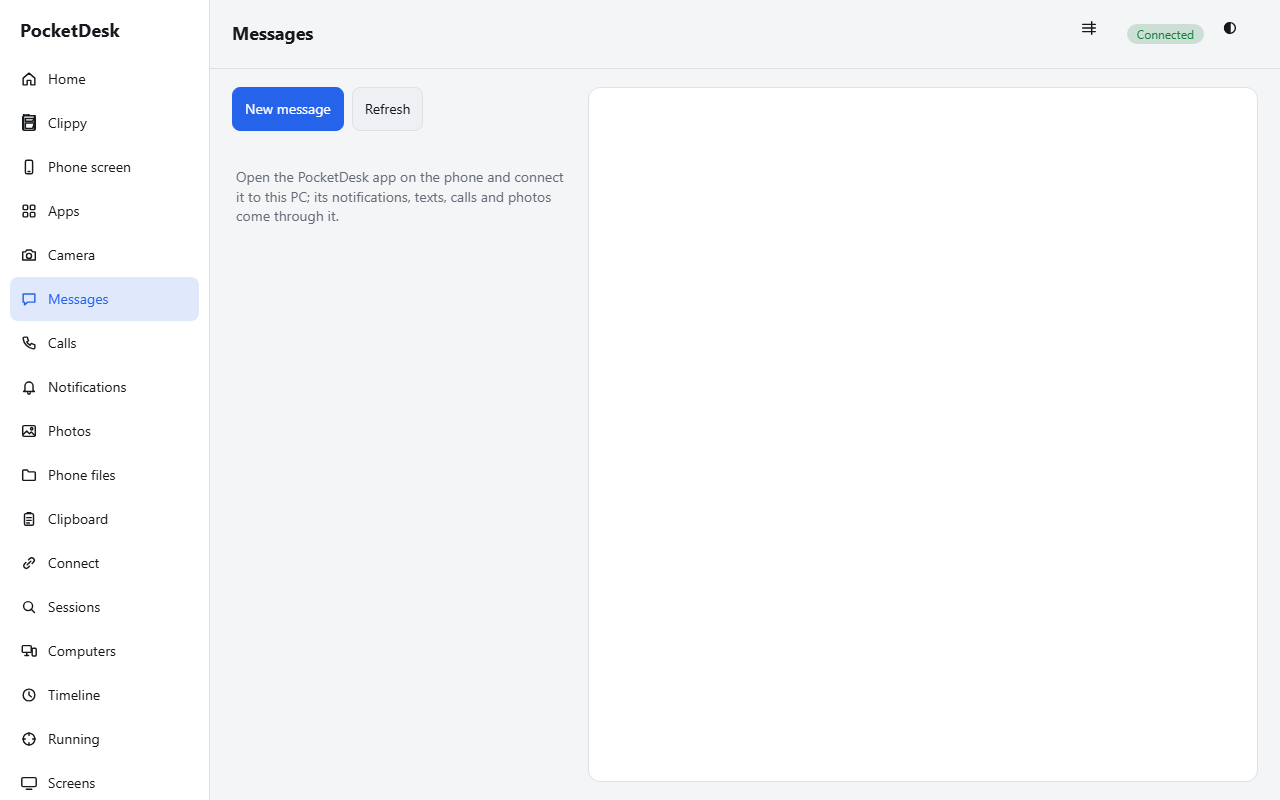 PocketDesk
Home
Clippy
Phone screen
Apps
Camera
Messages
Calls
Notifications
Photos
Phone files
Clipboard
Connect
Sessions
Computers
Timeline
Running
Screens
Messages
Connected
New message
Refresh
Open the PocketDesk app on the phone and connect
it to this PC; its notifications, texts, calls and photos
come through it.